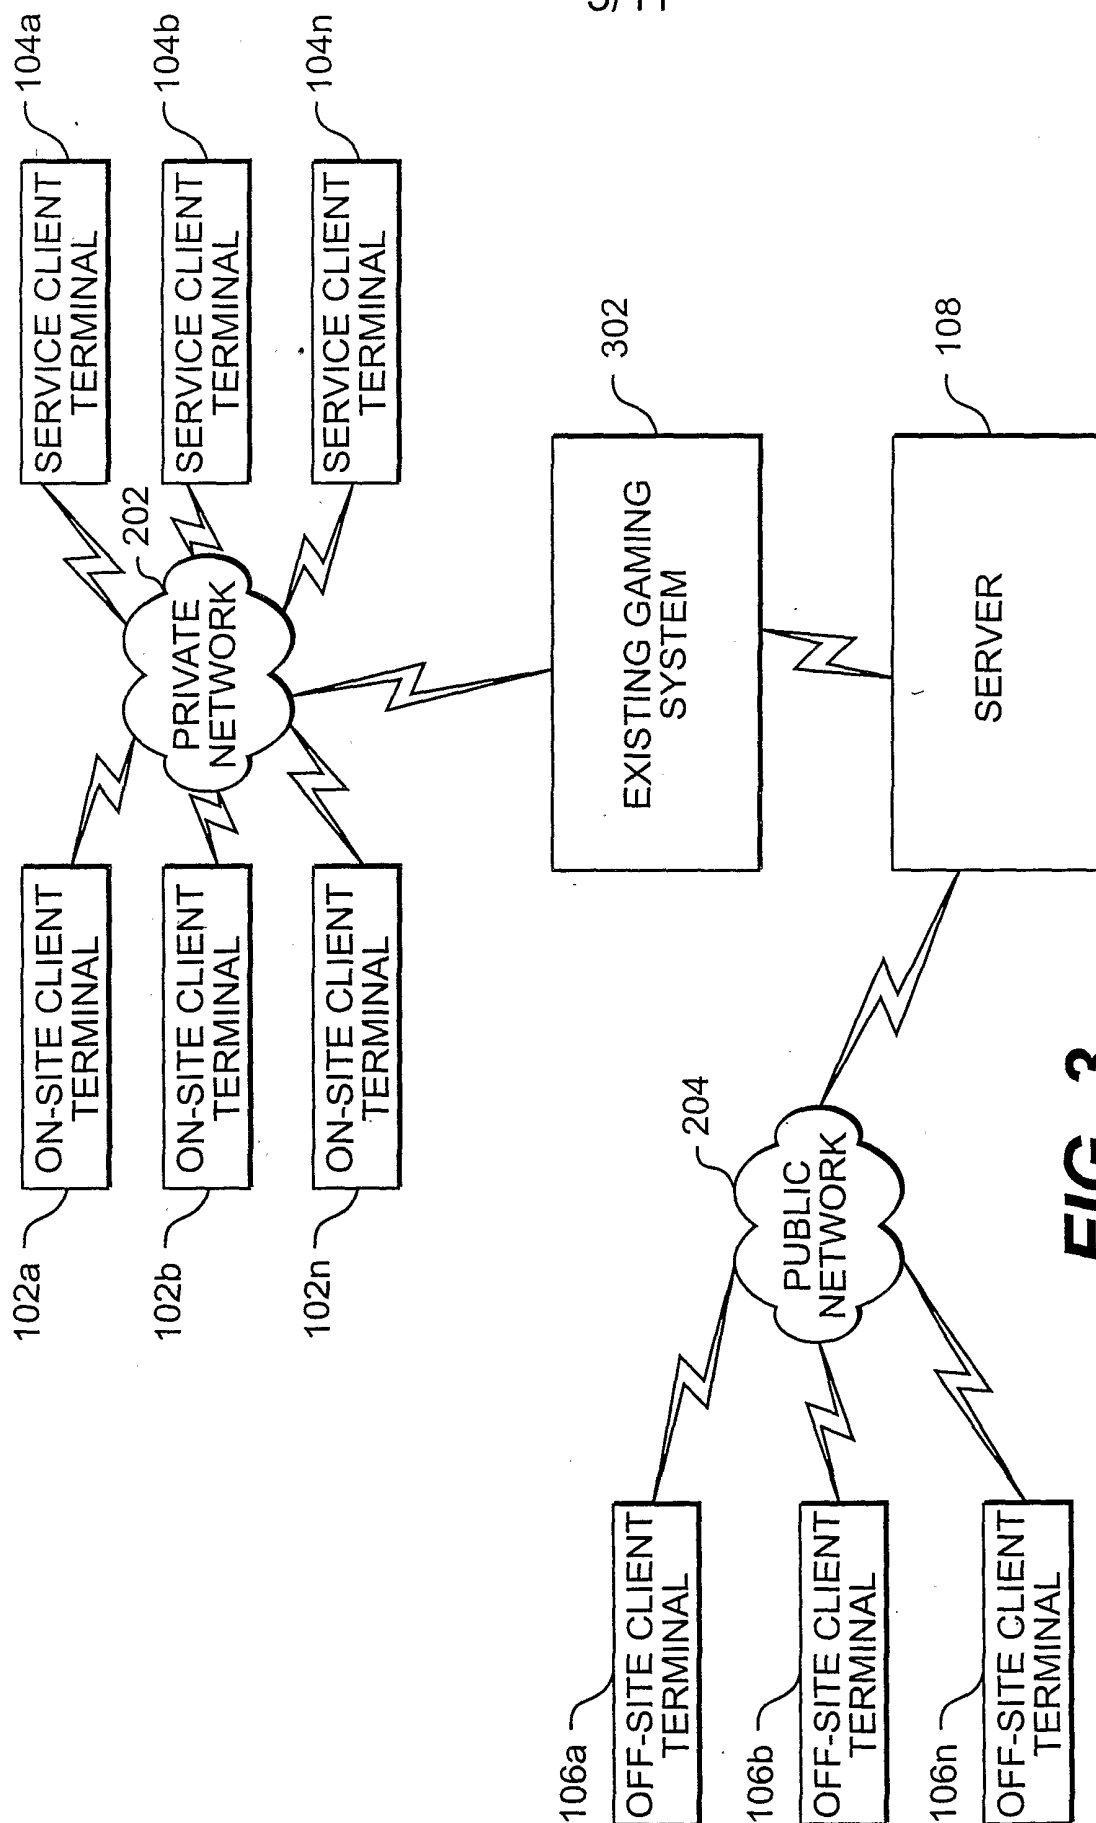 102a
ON-SITE CLIENT
TERMINAL
SERVICE CLIENT
TERMINAL
104a
102b
ON-SITE CLIENT
TERMINAL
202
PRIVATE
NETWORK
SERVICE CLIENT
TERMINAL
104b
102n
ON-SITE CLIENT
TERMINAL
SERVICE CLIENT
TERMINAL
104n
EXISTING GAMING
SYSTEM
302
106a
OFF-SITE CLIENT
TERMINAL
204
PUBLIC
NETWORK
106b
OFF-SITE CLIENT
TERMINAL
SERVER
108
106n
OFF-SITE CLIENT
TERMINAL
FIG. 3